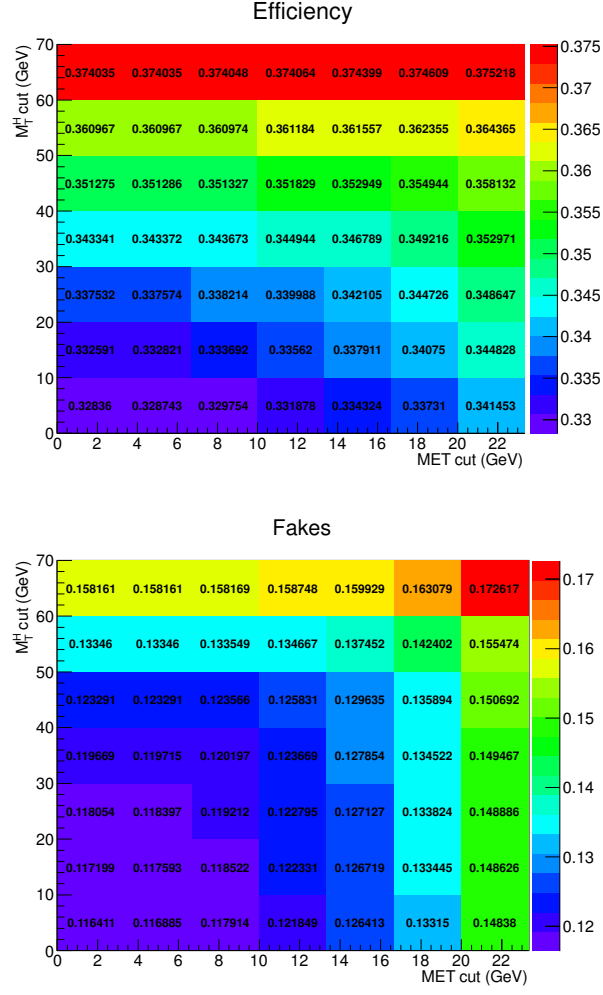 Efficiency
M_T^H cut (GeV)
70
60
50
40
30
20
10
0
0.374035 0.374035 0.374048 0.374064 0.374399 0.374609 0.375218
0.360967 0.360967 0.360974 0.361184 0.361557 0.362355 0.364365
0.351275 0.351286 0.351327 0.351829 0.352949 0.354944 0.358132
0.343341 0.343372 0.343673 0.344944 0.346789 0.349216 0.352971
0.337532 0.337574 0.338214 0.339988 0.342105 0.344726 0.348647
0.332591 0.332821 0.333692 0.33562 0.337911 0.34075 0.344828
0.32836 0.328743 0.329754 0.331878 0.334324 0.33731 0.341453
0 2 4 6 8 10 12 14 16 18 20 22
MET cut (GeV)
0.375
0.37
0.365
0.36
0.355
0.35
0.345
0.34
0.335
0.33
Fakes
M_T^H cut (GeV)
70
60
50
40
30
20
10
0
0.158161 0.158161 0.158169 0.158748 0.159929 0.163079 0.172617
0.13346 0.13346 0.133549 0.134667 0.137452 0.142402 0.155474
0.123291 0.123291 0.123566 0.125831 0.129635 0.135894 0.150692
0.119669 0.119715 0.120197 0.123669 0.127854 0.134522 0.149467
0.118054 0.118397 0.119212 0.122795 0.127127 0.133824 0.148886
0.117199 0.117593 0.118522 0.122331 0.126719 0.133445 0.148626
0.116411 0.116885 0.117914 0.121849 0.126413 0.13315 0.14838
0 2 4 6 8 10 12 14 16 18 20 22
MET cut (GeV)
0.17
0.16
0.15
0.14
0.13
0.12